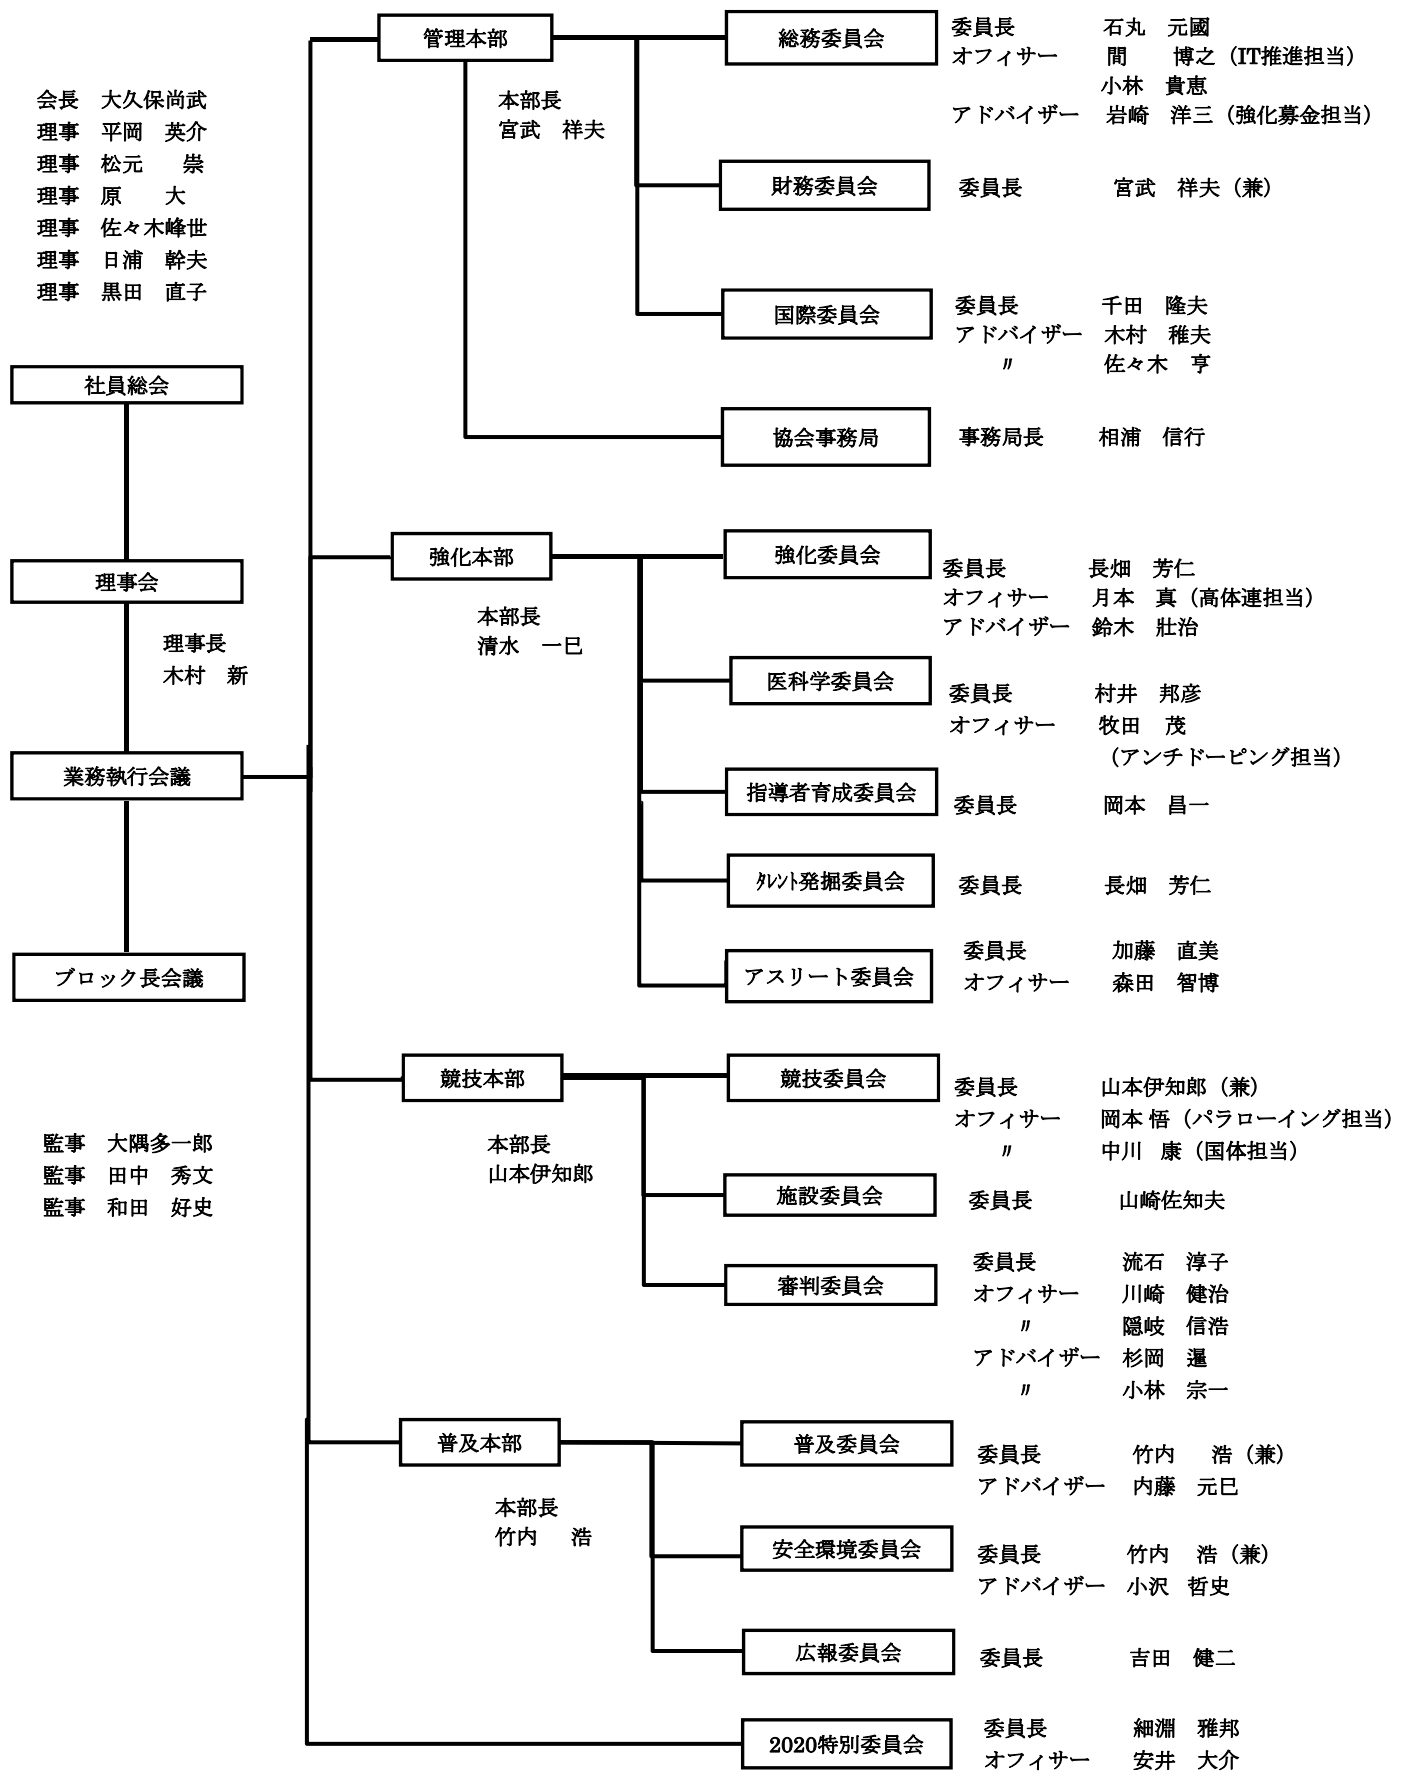 会長　大久保尚武
理事　平岡　英介
理事　松元　　崇
理事　原　　大
理事　佐々木峰世
理事　日浦　幹夫
理事　黒田　直子
社員総会
理事会
理事長
木村　新
業務執行会議
ブロック長会議
監事　大隅多一郎
監事　田中　秀文
監事　和田　好史
管理本部
本部長
宮武　祥夫
総務委員会
委員長　石丸　元國
オフィサー　間　博之（IT推進担当）
小林　貴恵
アドバイザー　岩崎　洋三（強化募金担当）
財務委員会
委員長　宮武　祥夫（兼）
国際委員会
委員長　千田　隆夫
アドバイザー　木村　稚夫
〃　佐々木　亨
協会事務局
事務局長　相浦　信行
強化本部
本部長
清水　一巳
強化委員会
委員長　長畑　芳仁
オフィサー　月本　真（高体連担当）
アドバイザー　鈴木　壯治
医科学委員会
委員長　村井　邦彦
オフィサー　牧田　茂
（アンチドーピング担当）
指導者育成委員会
委員長　岡本　昌一
ﾀﾚﾝﾄ発掘委員会
委員長　長畑　芳仁
アスリート委員会
委員長　加藤　直美
オフィサー　森田　智博
競技本部
本部長
山本伊知郎
競技委員会
委員長　山本伊知郎（兼）
オフィサー　岡本 悟（パラローイング担当）
〃　中川　康（国体担当）
施設委員会
委員長　山崎佐知夫
審判委員会
委員長　流石　淳子
オフィサー　川崎　健治
〃　隠岐　信浩
アドバイザー　杉岡　暹
〃　小林　宗一
普及本部
本部長
竹内　浩
普及委員会
委員長　竹内　浩（兼）
アドバイザー　内藤　元巳
安全環境委員会
委員長　竹内　浩（兼）
アドバイザー　小沢　哲史
広報委員会
委員長　吉田　健二
2020特別委員会
委員長　細淵　雅邦
オフィサー　安井　大介